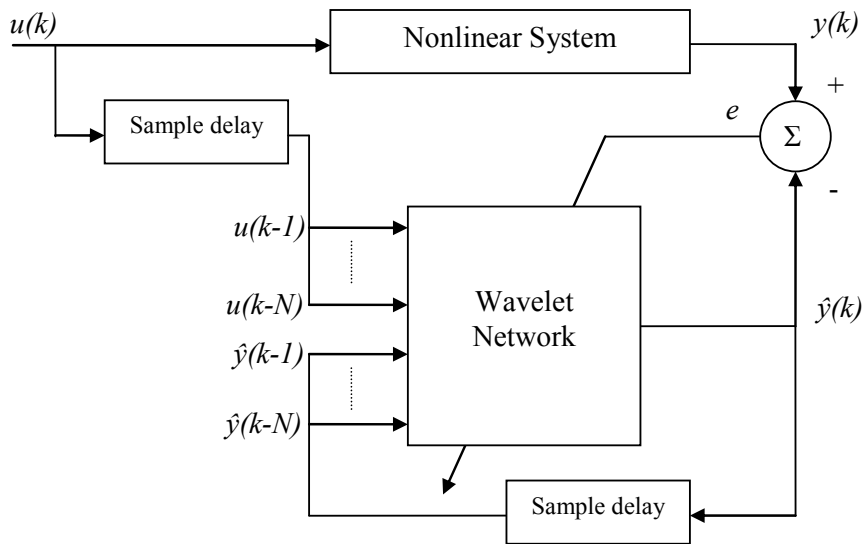 u(k)
Nonlinear System
y(k)
+
Sample delay
e
Σ
-
u(k-1)
u(k-N)
Wavelet
Network
ŷ(k)
ŷ(k-1)
ŷ(k-N)
Sample delay